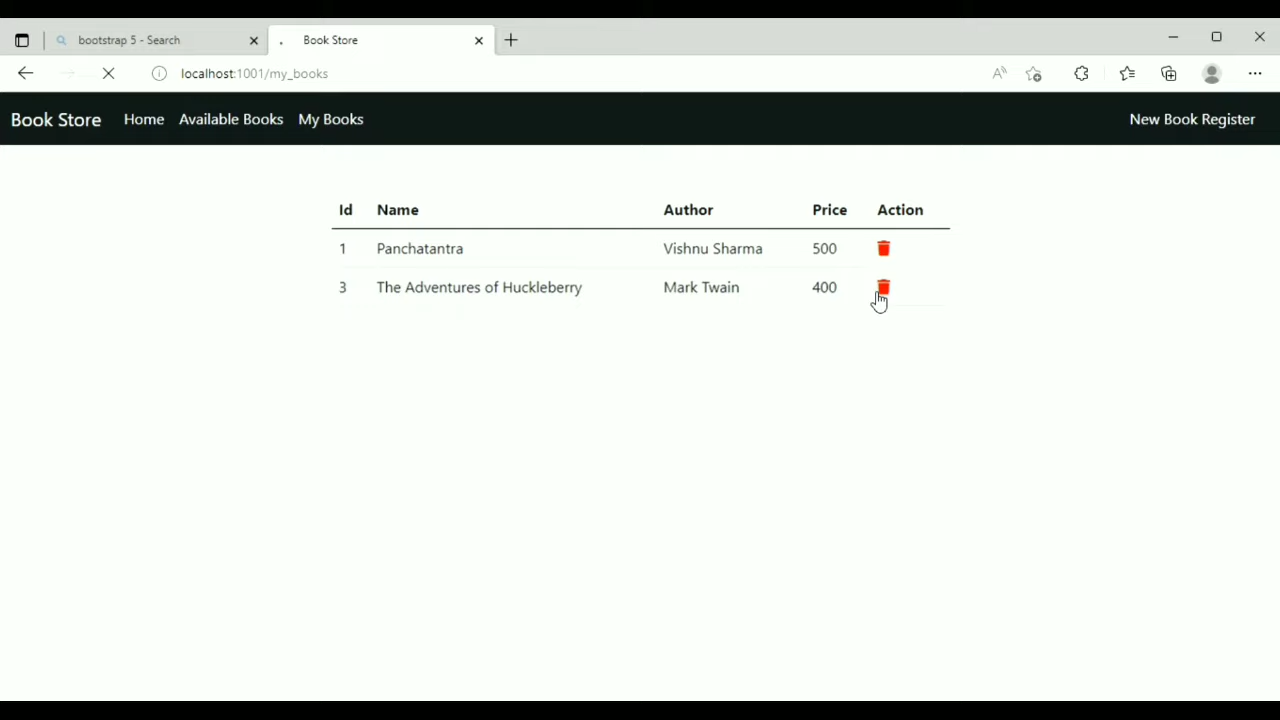 bootstrap 5 - Search
Book Store
localhost:1001/my_books
Book Store Home Available Books My Books New Book Register
Id Name Author Price Action
1 Panchatantra Vishnu Sharma 500
3 The Adventures of Huckleberry Mark Twain 400